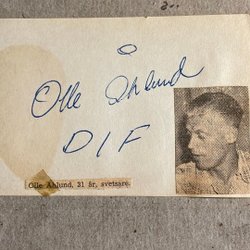 Olle Åhlund
DIF
Olle Åhlund, 31 år, svetsare.